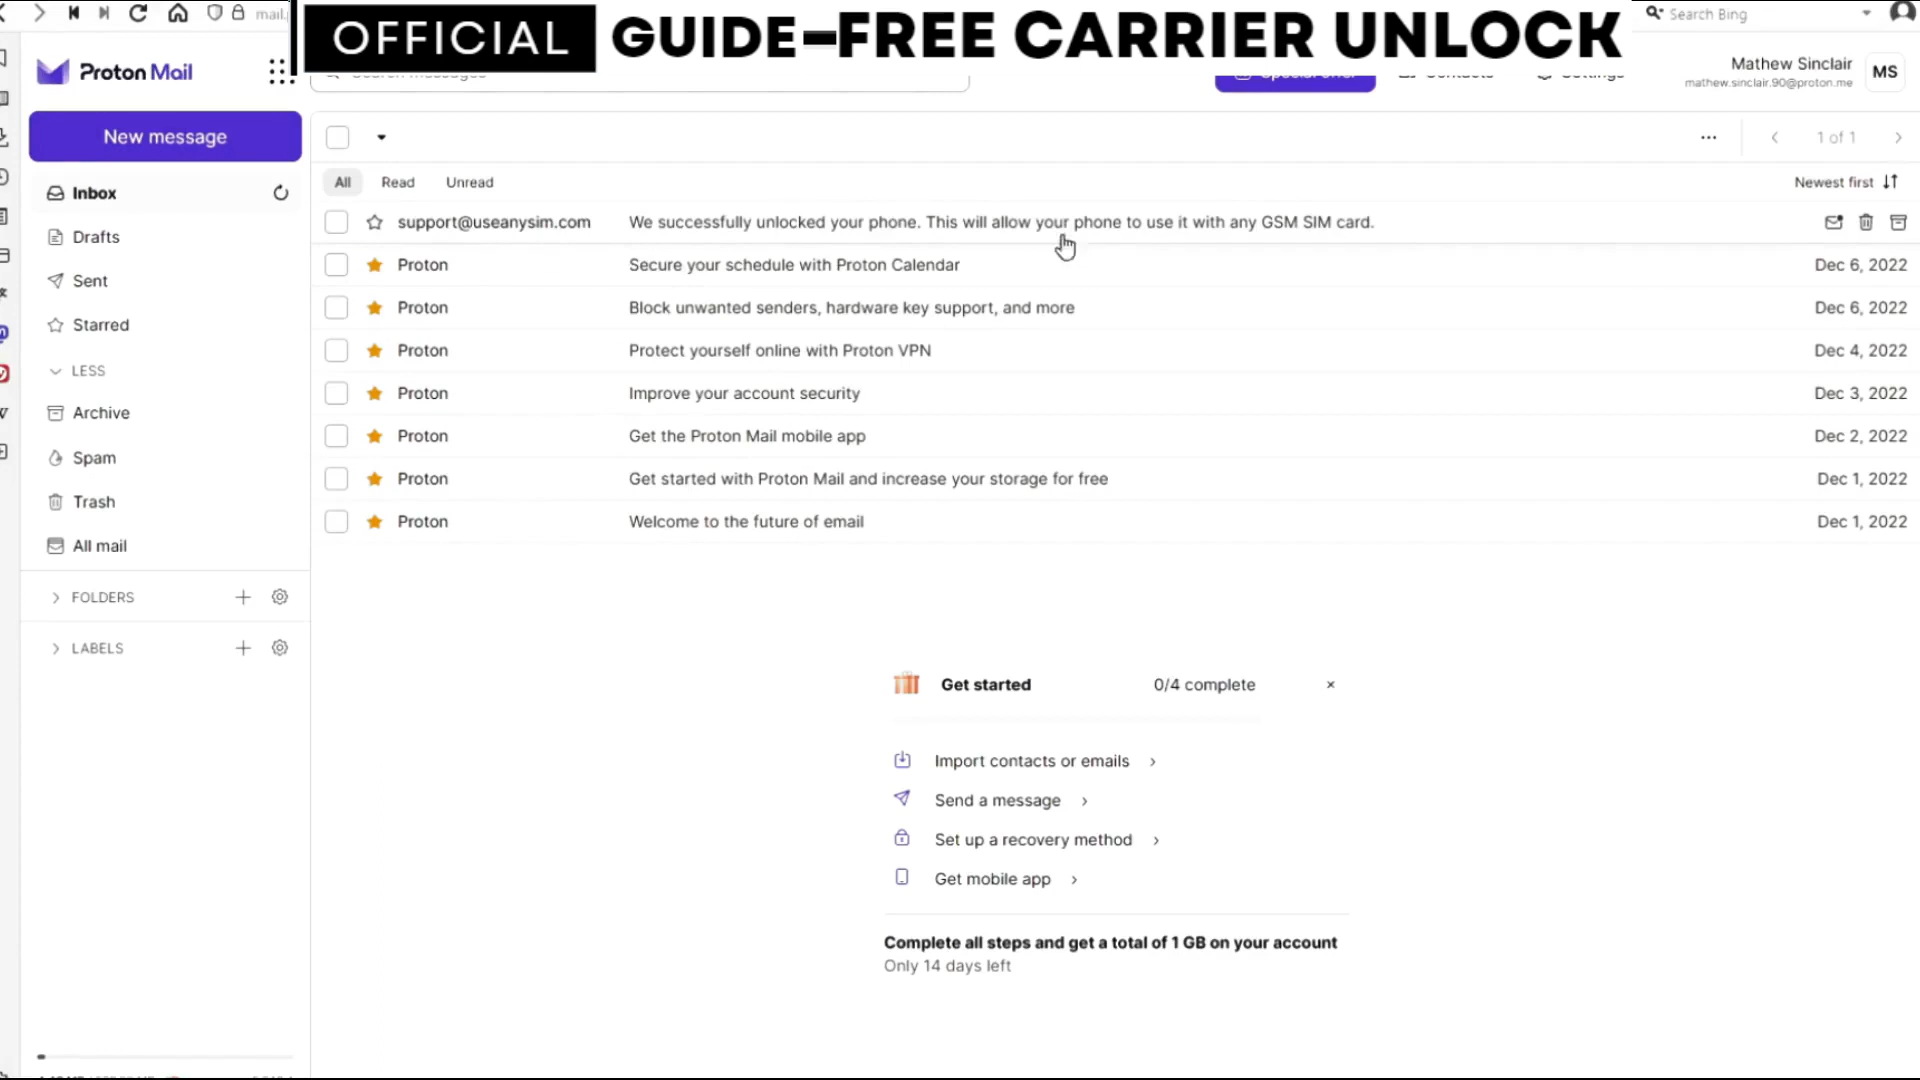 OFFICIAL GUIDE–FREE CARRIER UNLOCK
mail.
Search Bing
Proton Mail
Search messages
Special offer
Contacts
Settings
Mathew Sinclair
mathew.sinclair.90@proton.me
MS
New message
1 of 1
Inbox
Drafts
Sent
Starred
LESS
Archive
Spam
Trash
All mail
FOLDERS
LABELS
All Read Unread
Newest first
support@useanysim.com We successfully unlocked your phone. This will allow your phone to use it with any GSM SIM card.
Proton Secure your schedule with Proton Calendar Dec 6, 2022
Proton Block unwanted senders, hardware key support, and more Dec 6, 2022
Proton Protect yourself online with Proton VPN Dec 4, 2022
Proton Improve your account security Dec 3, 2022
Proton Get the Proton Mail mobile app Dec 2, 2022
Proton Get started with Proton Mail and increase your storage for free Dec 1, 2022
Proton Welcome to the future of email Dec 1, 2022
Get started 0/4 complete
Import contacts or emails
Send a message
Set up a recovery method
Get mobile app
Complete all steps and get a total of 1 GB on your account
Only 14 days left